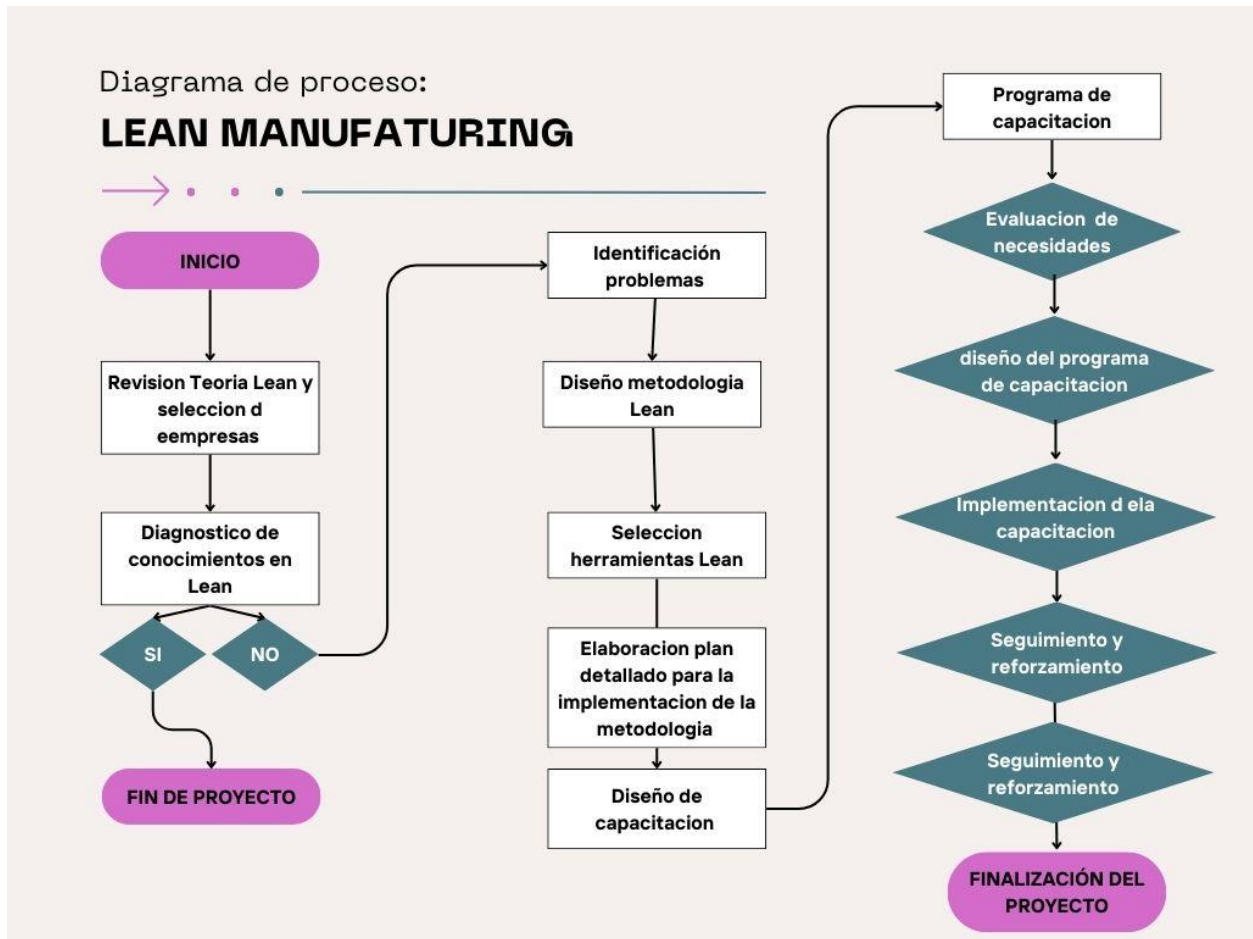 Diagrama de proceso:
LEAN MANUFATURING
INICIO
Revision Teoria Lean y
seleccion d
eempresas
Diagnostico de
conocimientos en
Lean
SI
NO
FIN DE PROYECTO
Identificación
problemas
Diseño metodologia
Lean
Seleccion
herramientas Lean
Elaboracion plan
detallado para la
implementacion de la
metodologia
Diseño de
capacitacion
Programa de
capacitacion
Evaluacion de
necesidades
diseño del programa
de capacitacion
Implementacion d ela
capacitacion
Seguimiento y
reforzamiento
Seguimiento y
reforzamiento
FINALIZACIÓN DEL
PROYECTO